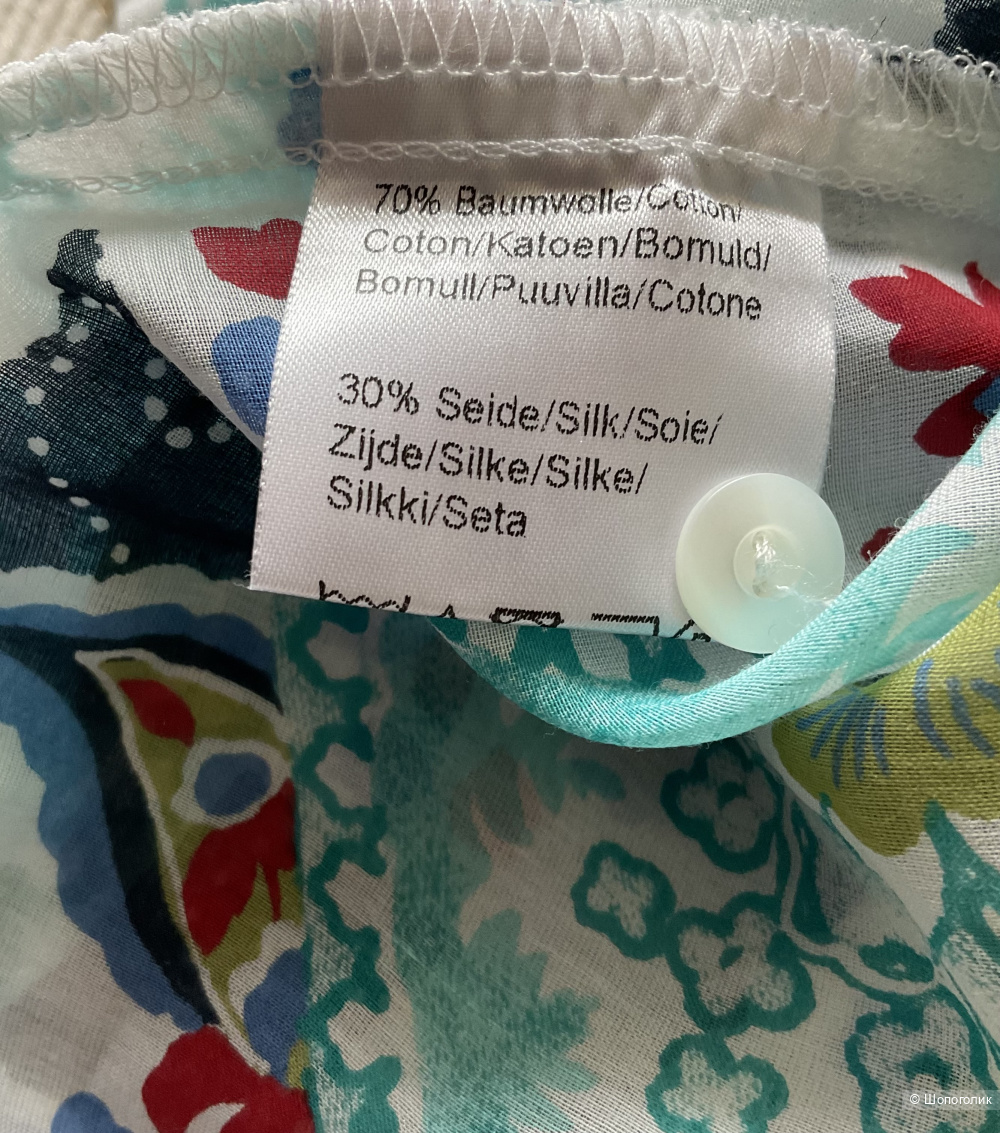 70% Baumwolle/Cotton/
Coton/Katoen/Bomuld/
Bomull/Puuvilla/Cotone
30% Seide/Silk/Soie/
Zijde/Silke/Silke/
Silkki/Seta
© Шопоголик